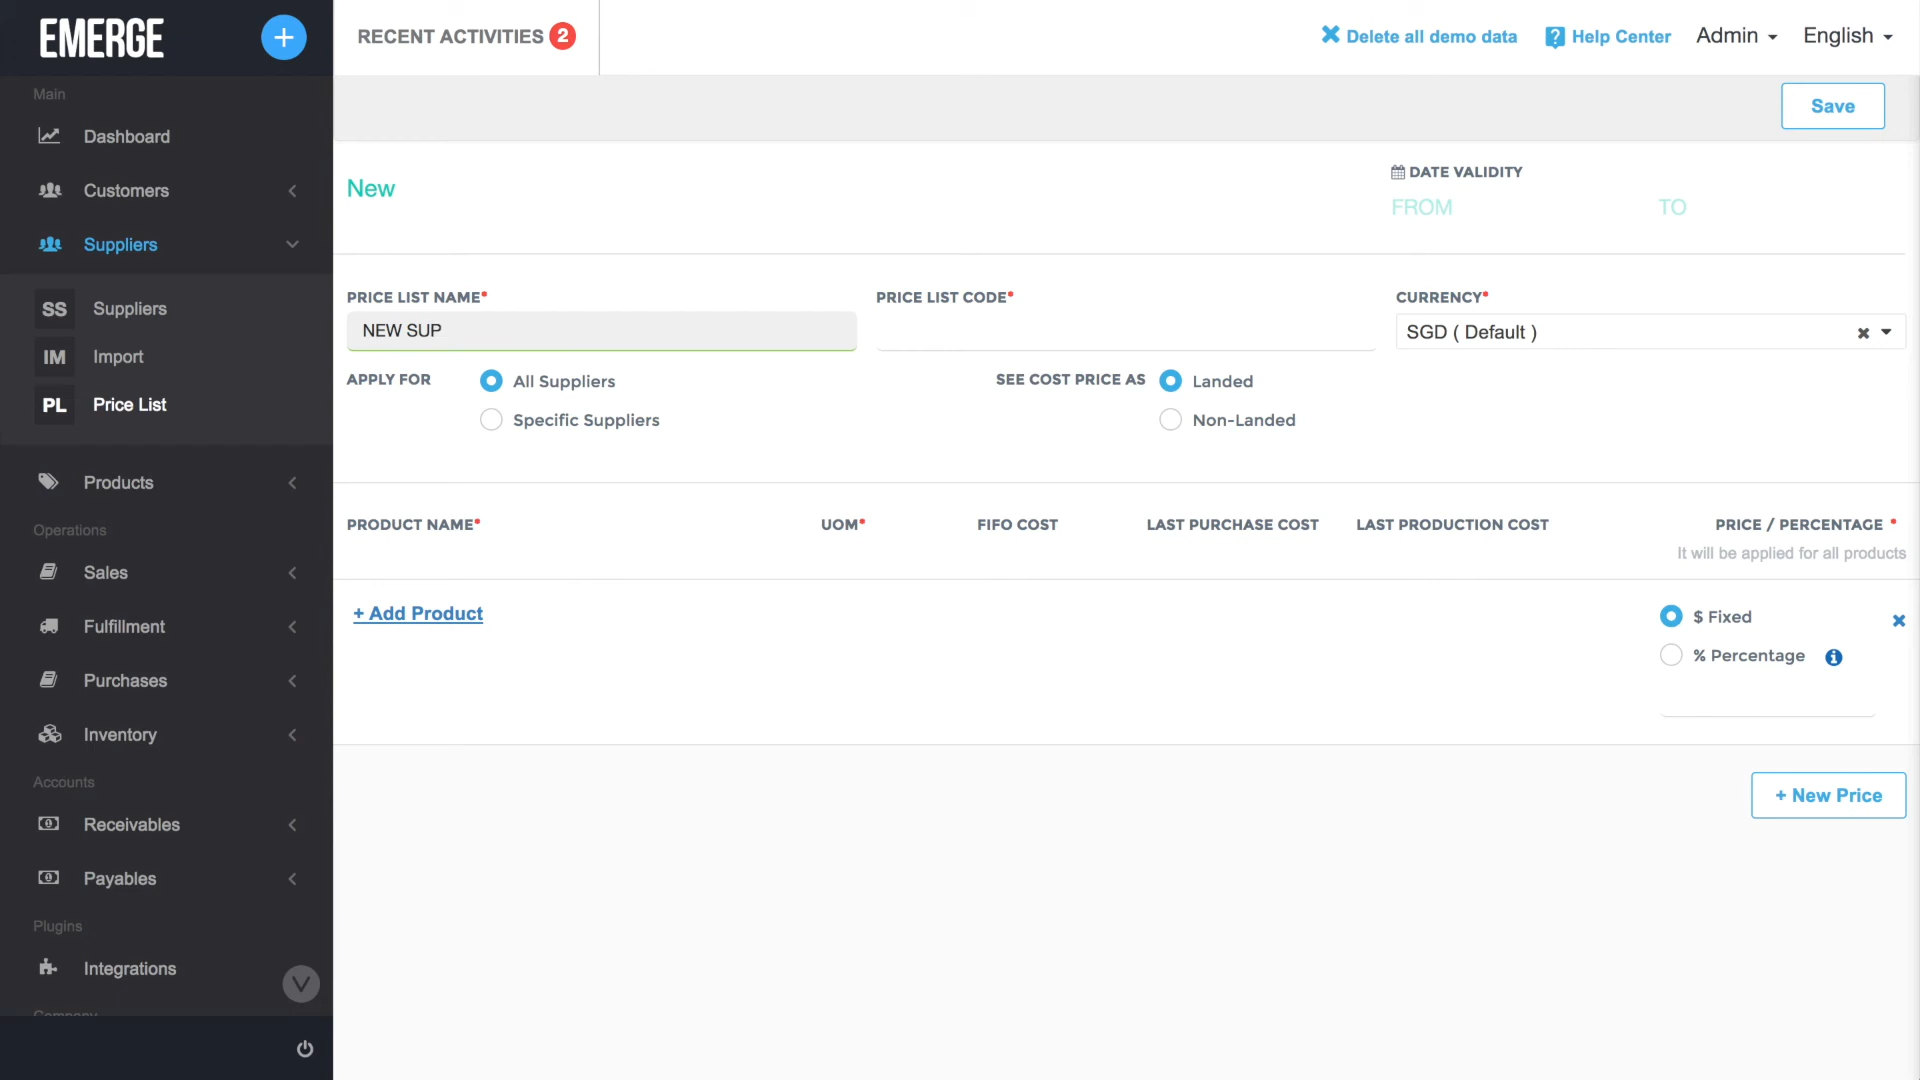 EMERGE
+
RECENT ACTIVITIES 2
Delete all demo data
? Help Center
Admin
English
Main
Dashboard
Customers
Suppliers
SS Suppliers
IM Import
PL Price List
Products
Operations
Sales
Fulfillment
Purchases
Inventory
Accounts
Receivables
Payables
Plugins
Integrations
Company
Save
New
DATE VALIDITY
FROM TO
PRICE LIST NAME* PRICE LIST CODE* CURRENCY*
NEW SUP SGD ( Default )
APPLY FOR All Suppliers SEE COST PRICE AS Landed
Specific Suppliers Non-Landed
PRODUCT NAME* UOM* FIFO COST LAST PURCHASE COST LAST PRODUCTION COST PRICE / PERCENTAGE *
It will be applied for all products
+ Add Product $ Fixed
% Percentage
+ New Price